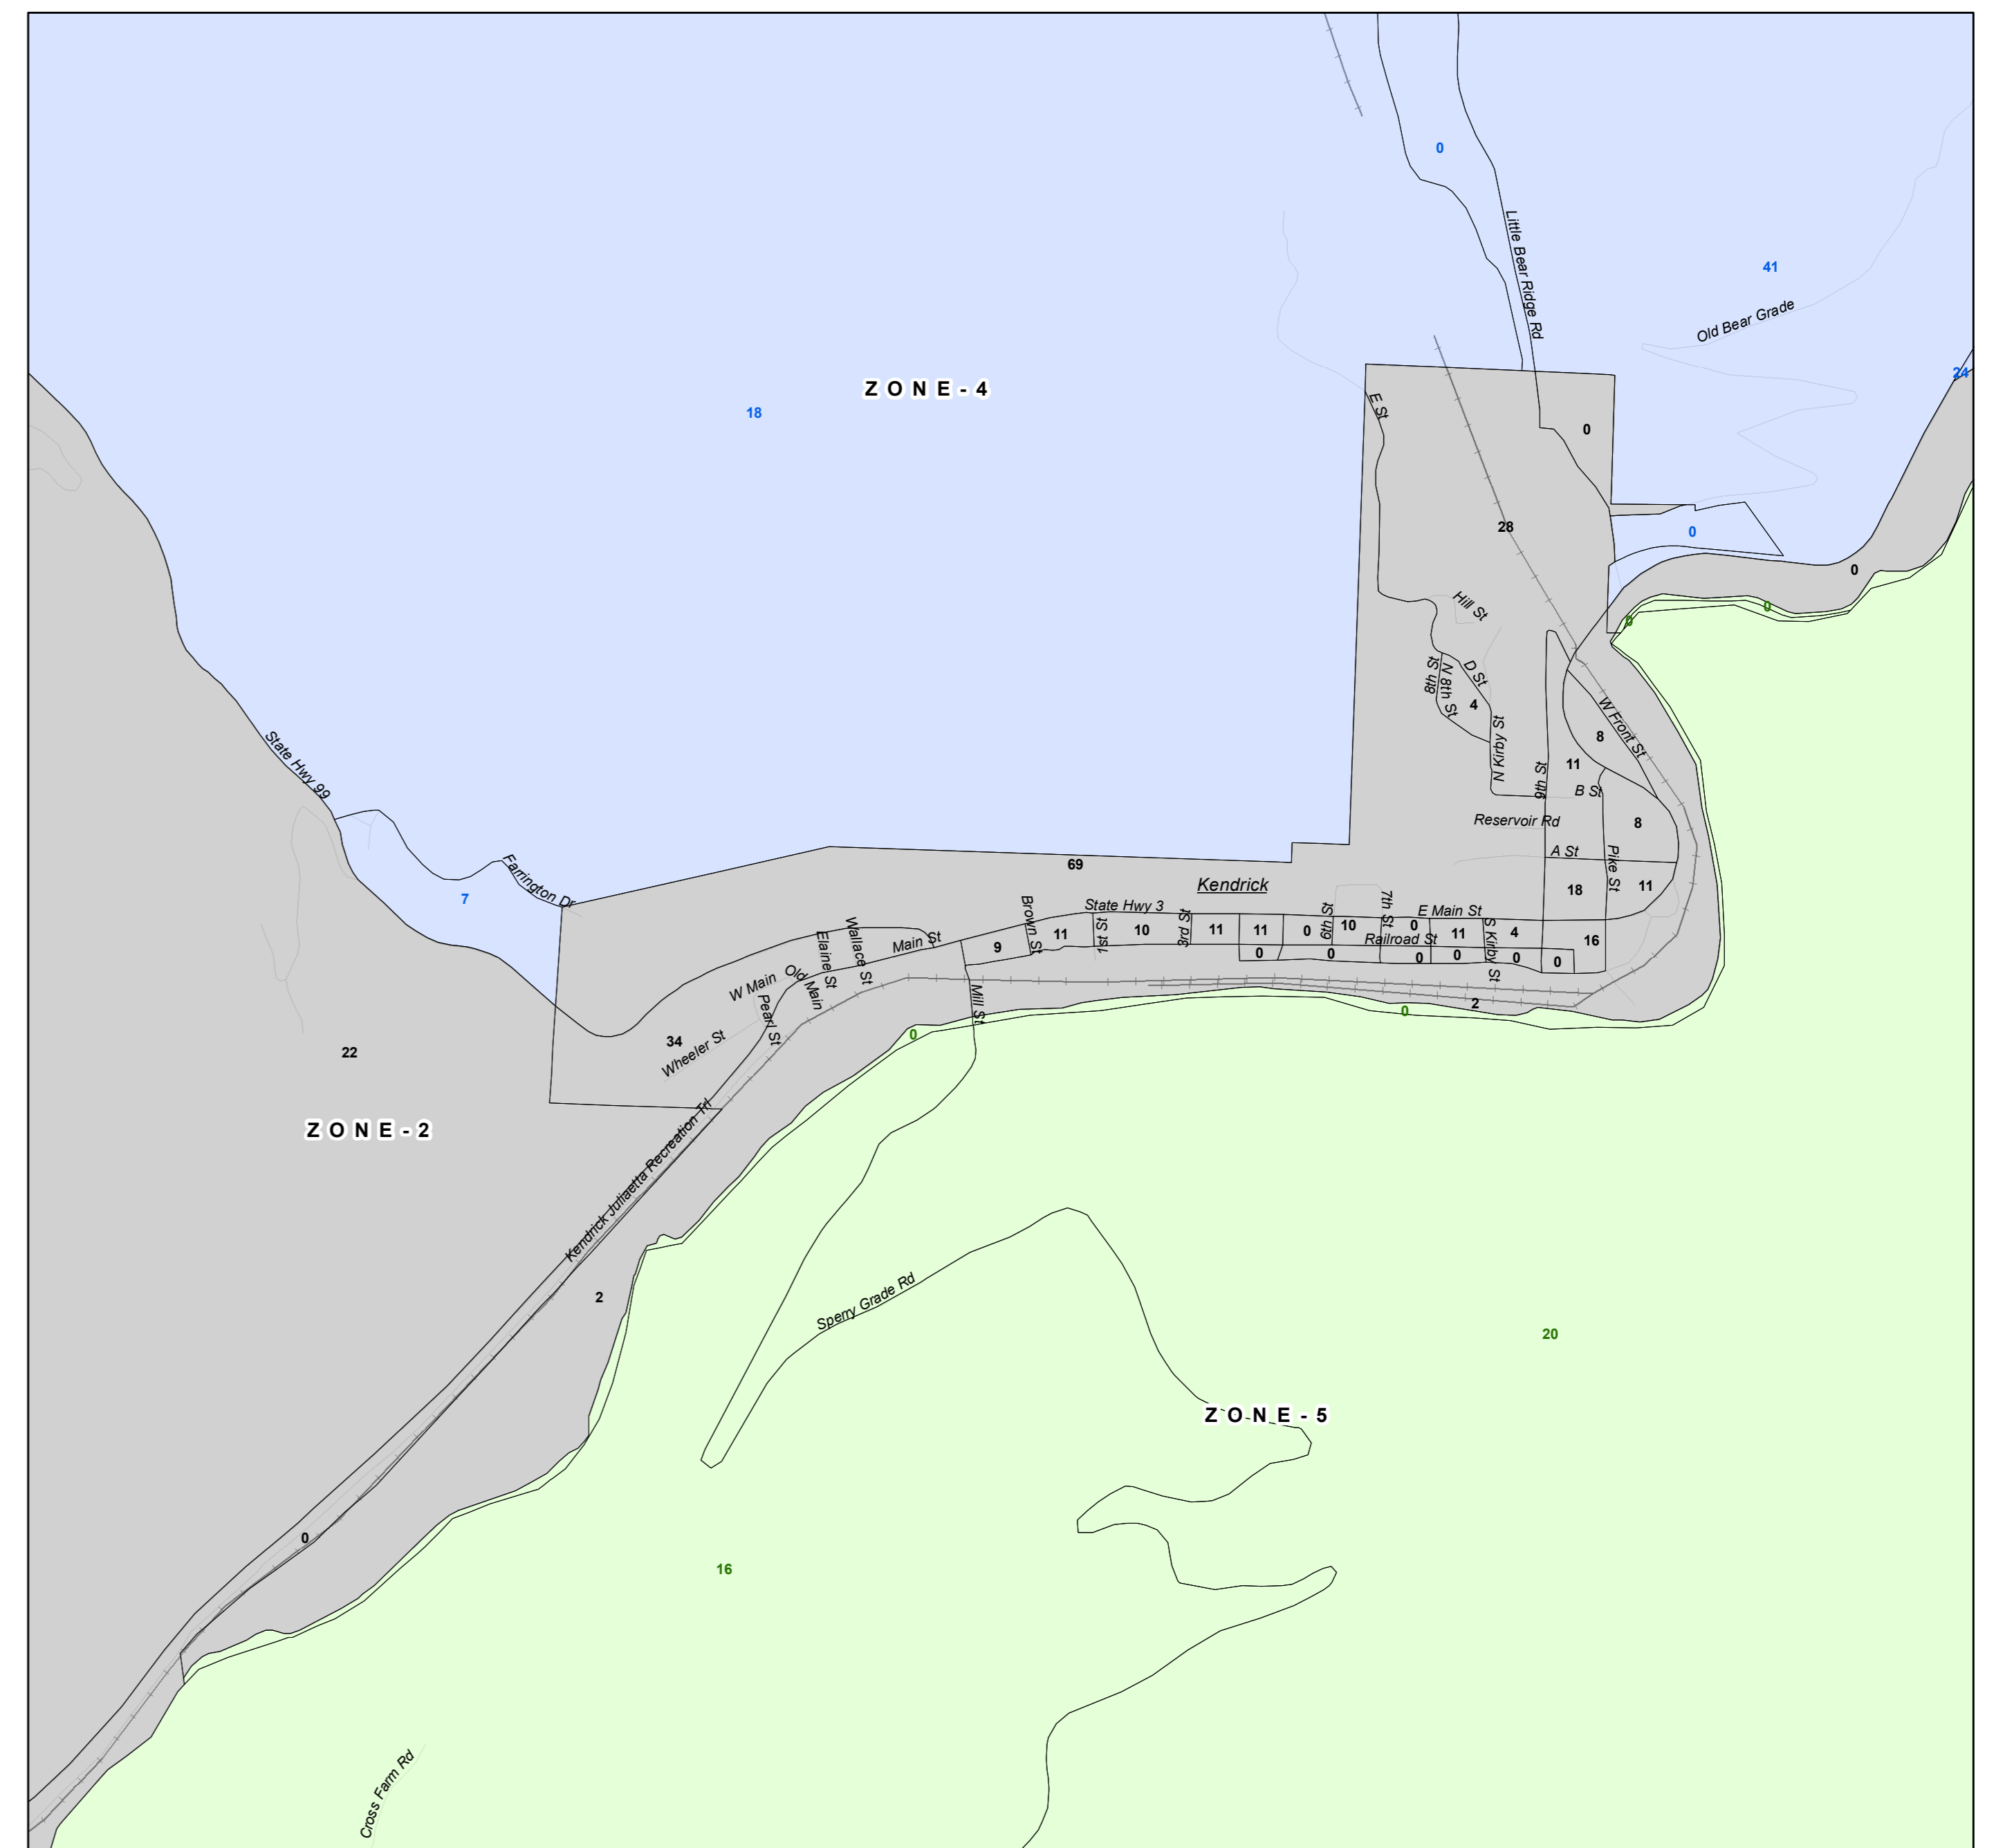 0
Little Bear Ridge Rd
41
Old Bear Grade
24
ZONE-4
18
E St
0
28
0
0
0
0
Hill St
8th St
N 8th St
D St
4
N Kirby St
W Front St
8
11
9th St
B St
Reservoir Rd
8
A St
Pike St
18
11
State Hwy 99
Farrington Dr
7
69
Kendrick
State Hwy 3
E Main St
Brown St
1st St
3rd St
6th St
7th St
S Kirby St
11
10
11
11
0
10
0
11
4
16
Railroad St
0
0
0
0
0
0
Wallace St
Elaine St
Main St
9
W Main
Old Main
Pearl St
Mill St
2
0
0
34
Wheeler St
22
ZONE-2
Kendrick Juliaetta Recreation Trl
2
Sperry Grade Rd
20
ZONE-5
0
16
Cross Farm Rd